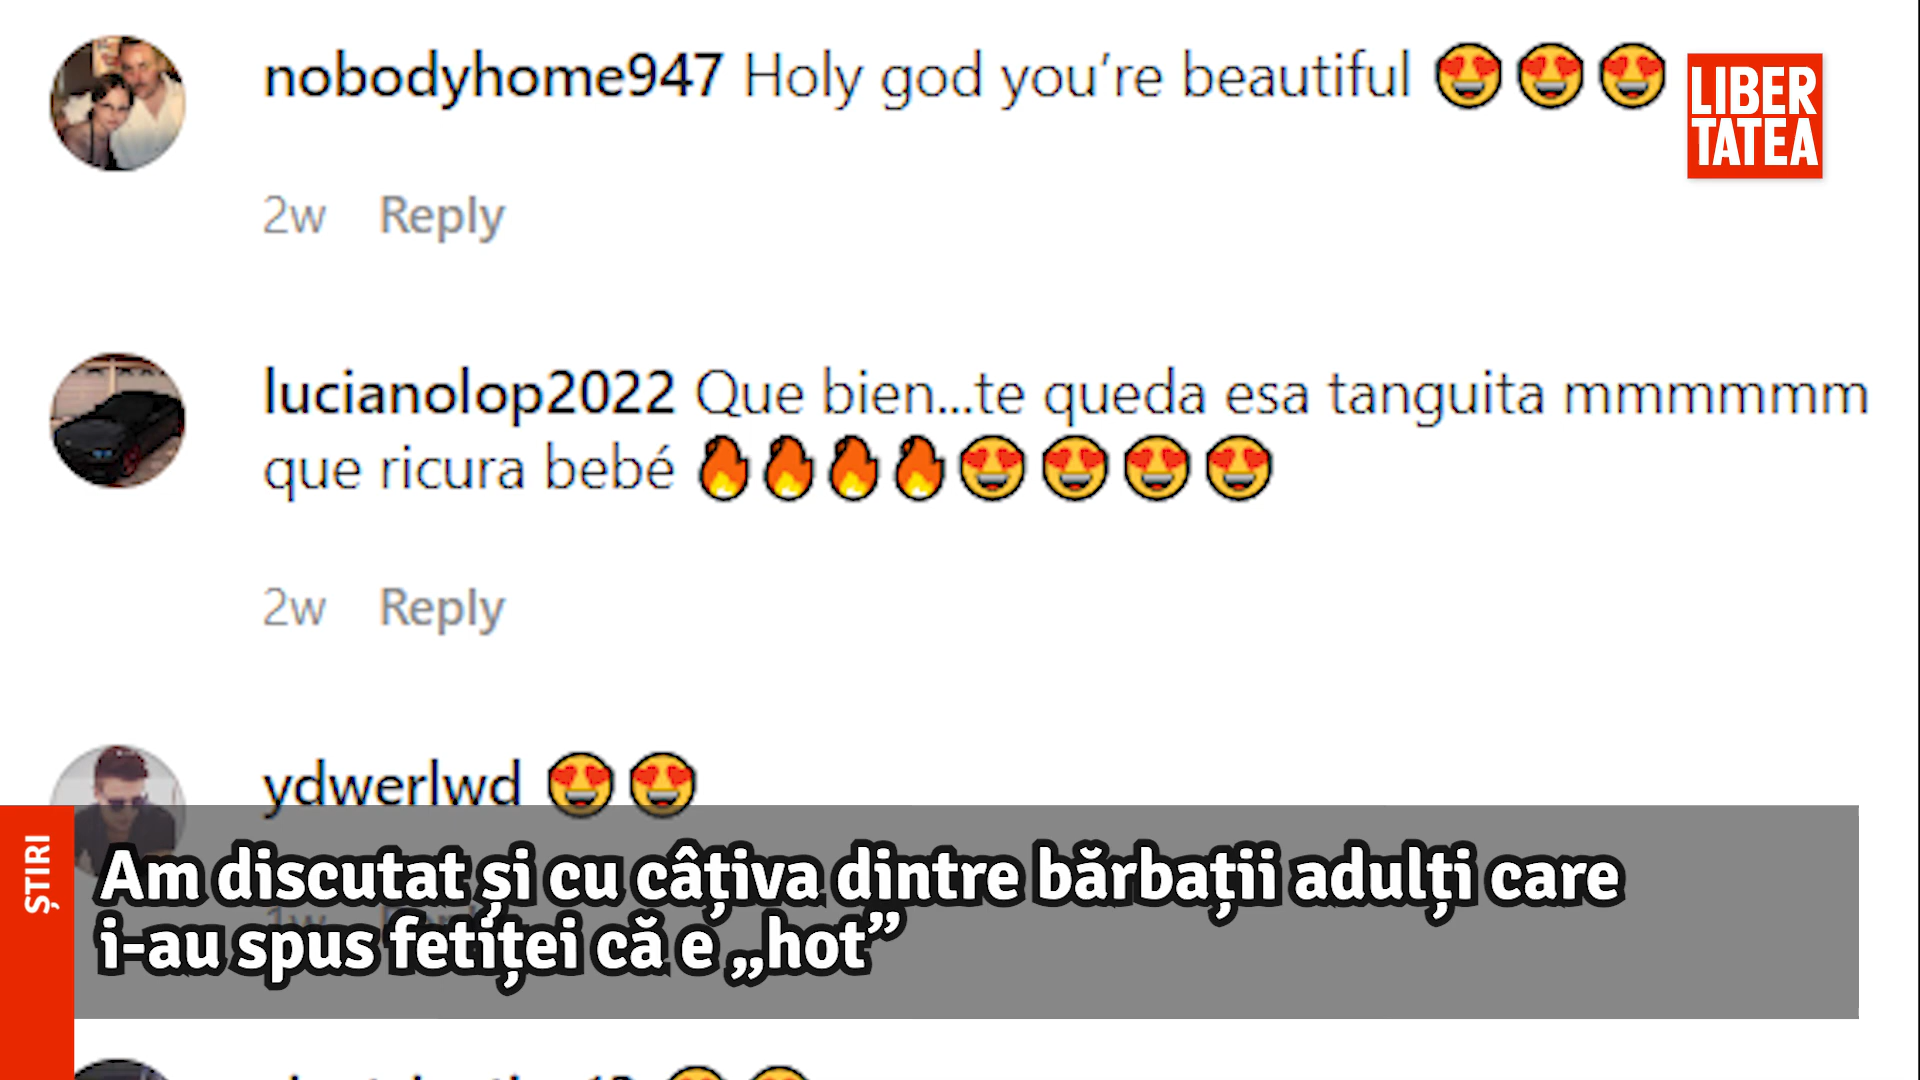 nobodyhome947 Holy god you’re beautiful 😍😍😍
LIBER
TATEA
2w Reply
lucianolop2022 Que bien...te queda esa tanguita mmmmmm
que ricura bebé 🔥🔥🔥🔥😍😍😍😍
2w Reply
ydwerlwd 😍😍
ȘTIRI
Am discutat și cu câțiva dintre bărbații adulți care
i-au spus fetiței că e „hot”